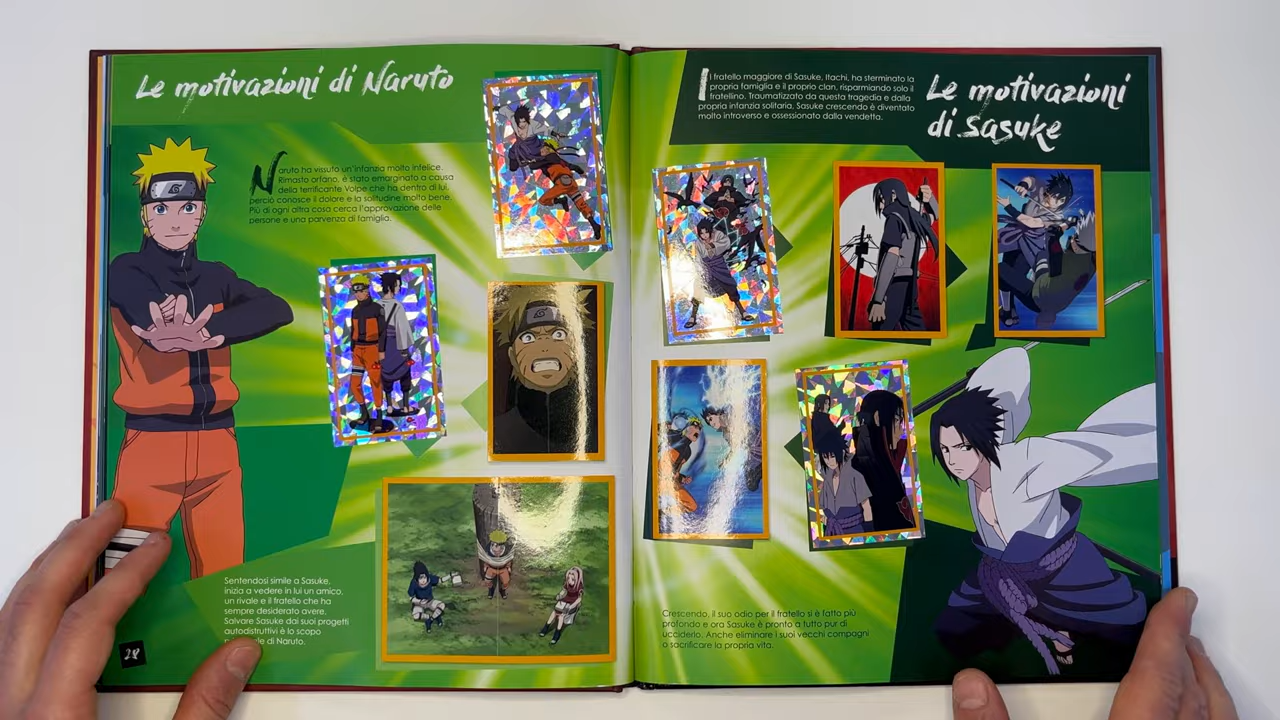 Le motivazioni di Naruto
Naruto ha vissuto un'infanzia molto infelice.
Rimasto orfano, è stato emarginato a causa
della terrificante Volpe che ha dentro di lui,
perciò conosce il dolore e la solitudine molto bene.
Più di ogni altra cosa cerca l'approvazione delle
persone e una parvenza di famiglia.
Sentendosi simile a Sasuke,
inizia a vedere in lui un amico,
un rivale e il fratello che ha
sempre desiderato avere.
Salvare Sasuke dai suoi progetti
autodistruttivi è lo scopo
di Naruto.
28
Il fratello maggiore di Sasuke, Itachi, ha sterminato la
propria famiglia e il proprio clan, risparmiando solo il
fratellino. Traumatizzato da questa tragedia e dalla
propria infanzia solitaria, Sasuke crescendo è diventato
molto introverso e ossessionato dalla vendetta.
Le motivazioni
di Sasuke
Crescendo, il suo odio per il fratello si è fatto più
profondo e ora Sasuke è pronto a tutto pur di
ucciderlo. Anche eliminare i suoi vecchi compagni
o sacrificare la propria vita.